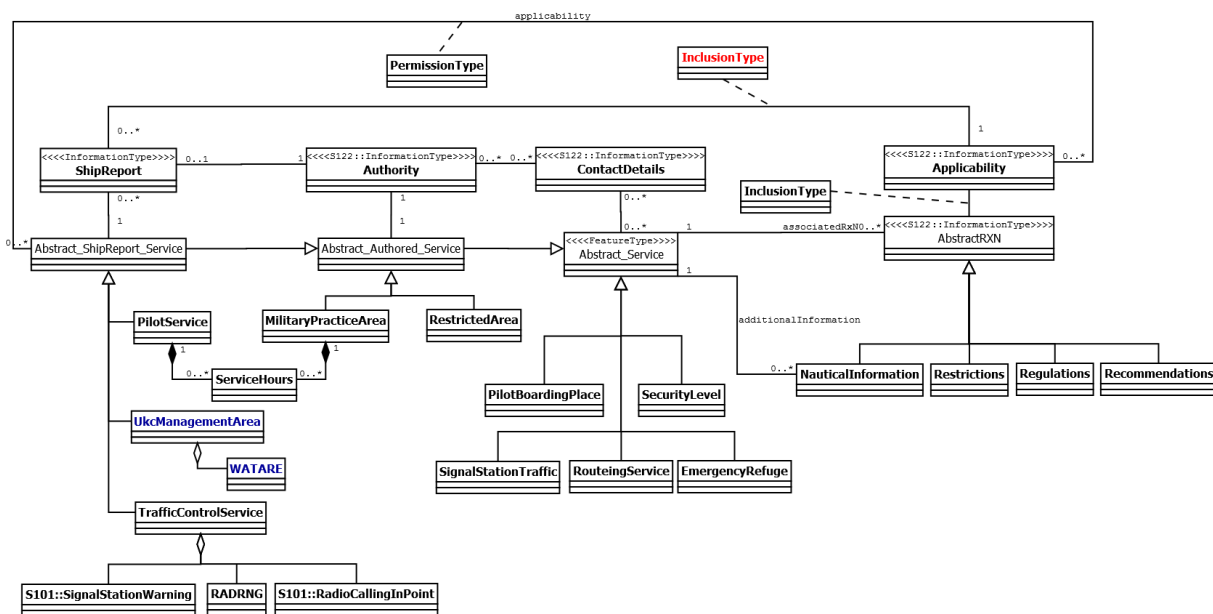 applicability
PermissionType
InclusionType
0..*
1
<<<<InformationType>>>>
ShipReport
0..1
1
<<<<S122::InformationType>>>>
Authority
0..*
0..*
<<<<S122::InformationType>>>>
ContactDetails
<<<<S122::InformationType>>>>
Applicability
0..*
InclusionType
0..*
1
1
1
0..*
0..*
0..*
Abstract_ShipReport_Service
Abstract_Authored_Service
<<<<FeatureType>>>>
Abstract_Service
1
associatedRxN0..*
<<<<S122::InformationType>>>>
AbstractRXN
1
PilotService
MilitaryPracticeArea
RestrictedArea
additionalInformation
1
1
0..*
ServiceHours
0..*
0..*
NauticalInformation
Restrictions
Regulations
Recommendations
PilotBoardingPlace
SecurityLevel
UkcManagementArea
WATARE
SignalStationTraffic
RouteingService
EmergencyRefuge
TrafficControlService
S101::SignalStationWarning
RADRNG
S101::RadioCallingInPoint